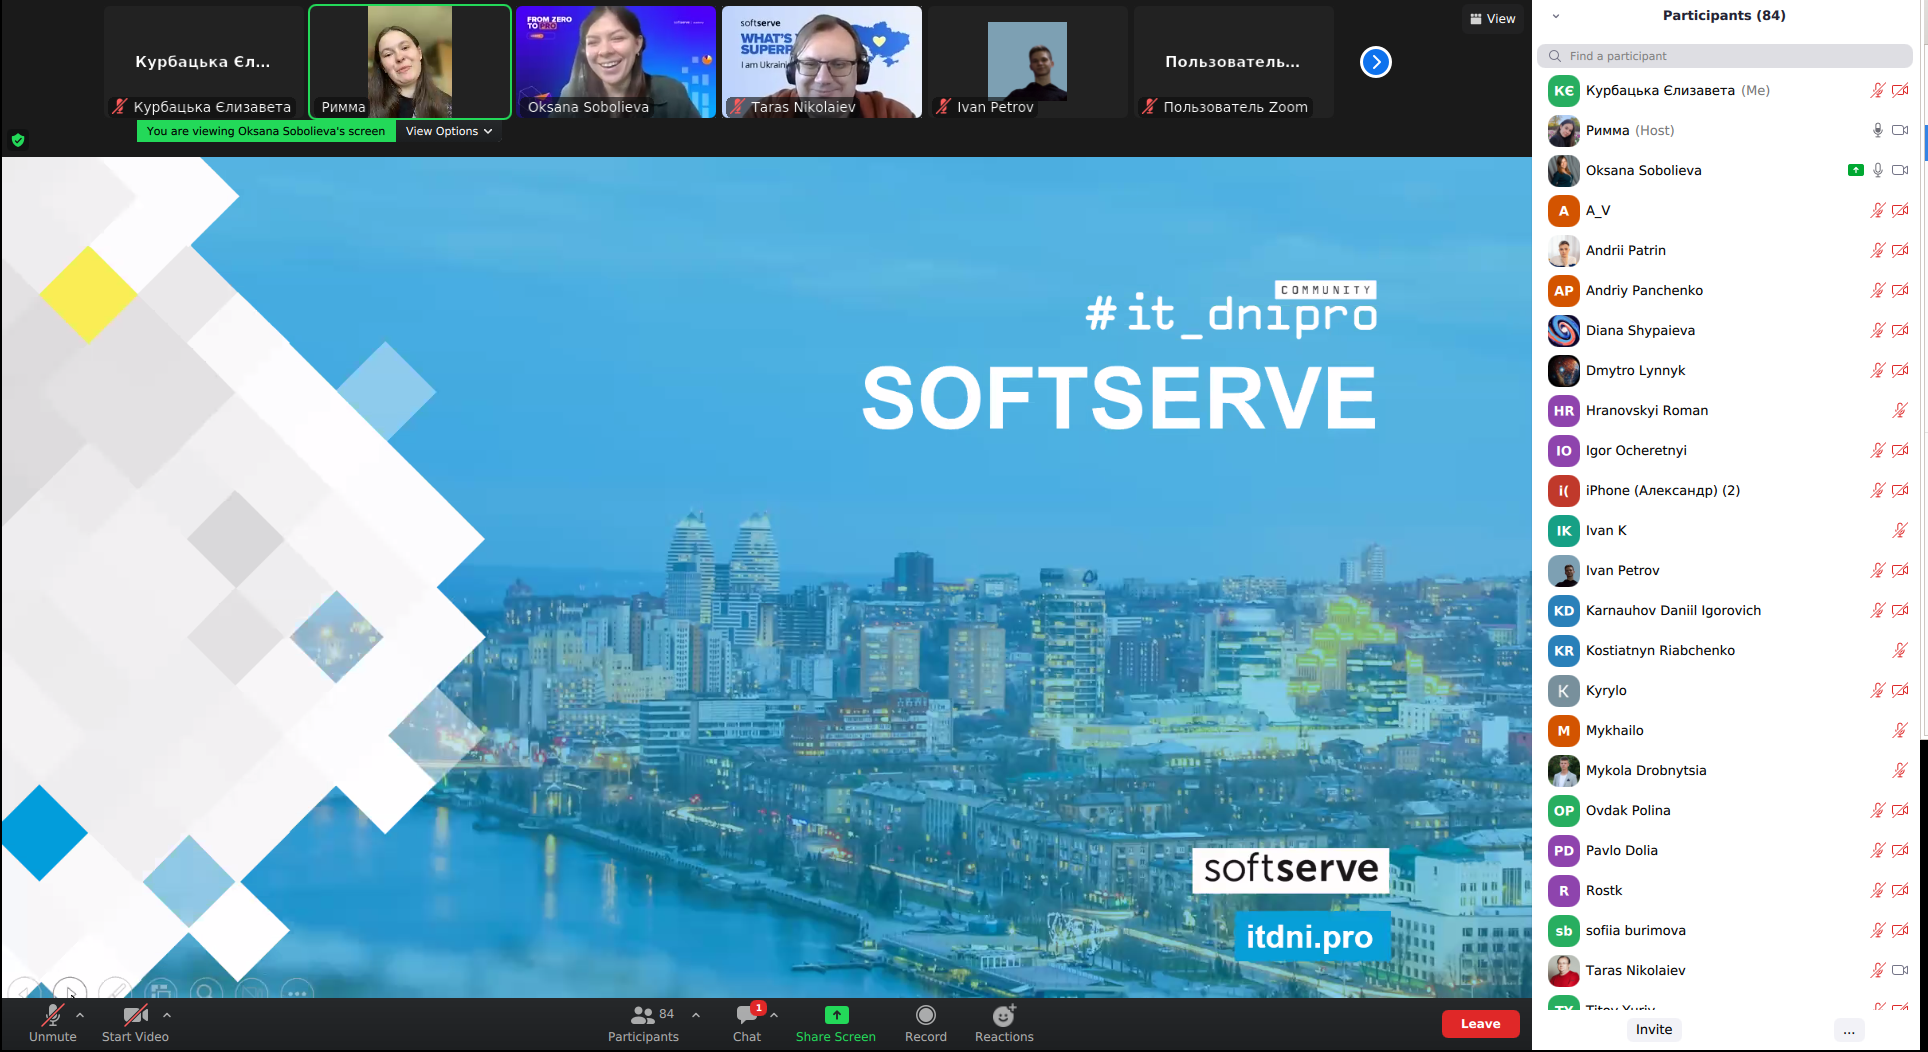 Курбацька Єл...
Курбацька Єлизавета
Римма
FROM ZERO
TO PRO
Oksana Sobolieva
softserve
WHAT'S
SUPERP
I am Ukraini
Taras Nikolaiev
Ivan Petrov
Пользователь...
Пользователь Zoom
View
You are viewing Oksana Sobolieva's screen
View Options
COMMUNITY
#it_dnipro
SOFTSERVE
softserve
itdni.pro
Unmute
Start Video
84
Participants
1
Chat
Share Screen
Record
Reactions
Leave
Participants (84)
Find a participant
КЄ Курбацька Єлизавета (Me)
Римма (Host)
Oksana Sobolieva
A A_V
Andrii Patrin
AP Andriy Panchenko
Diana Shypaieva
Dmytro Lynnyk
HR Hranovskyi Roman
IO Igor Ocheretnyi
i( iPhone (Александр) (2)
IK Ivan K
Ivan Petrov
KD Karnauhov Daniil Igorovich
KR Kostiatnyn Riabchenko
K Kyrylo
M Mykhailo
Mykola Drobnytsia
OP Ovdak Polina
PD Pavlo Dolia
R Rostk
sb sofiia burimova
Taras Nikolaiev
Invite
...